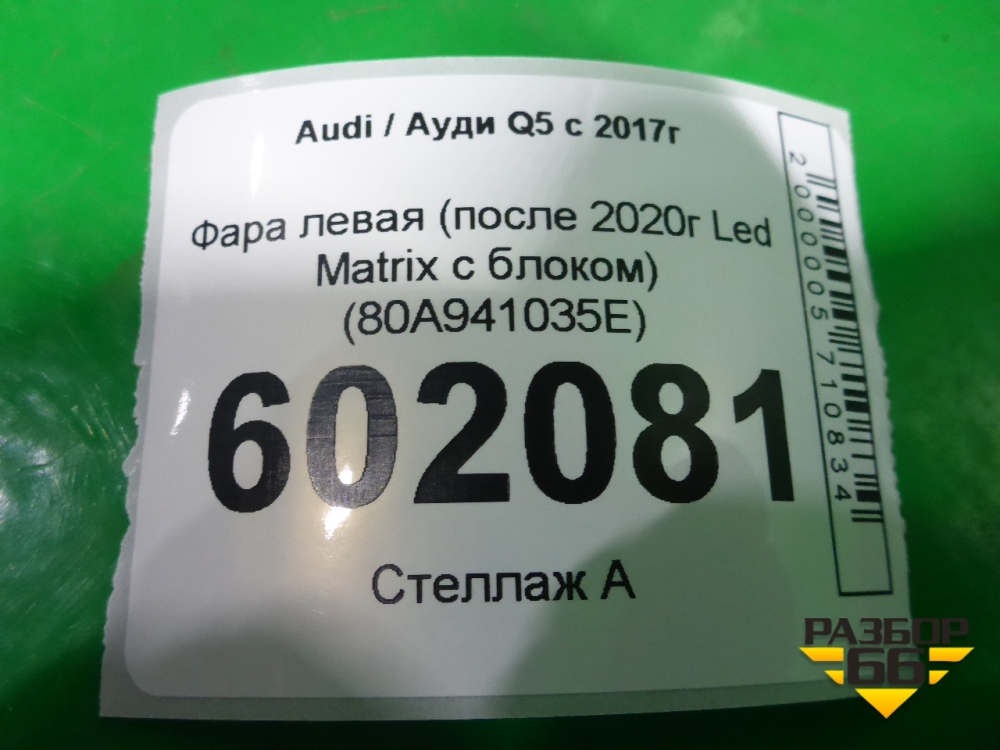 Audi / Ауди Q5 с 2017г
Фара левая (после 2020г Led
Matrix с блоком)
(80A941035E)
602081
Стеллаж А
2000005710834
РАЗБОР
66